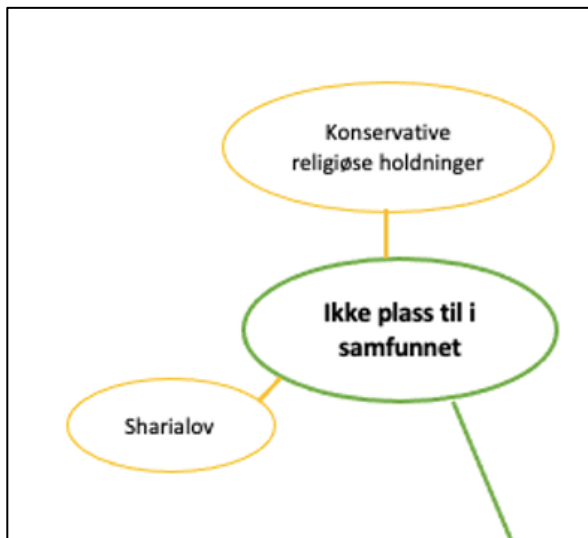 Konservative
religiøse holdninger
Ikke plass til i
samfunnet
Sharialov